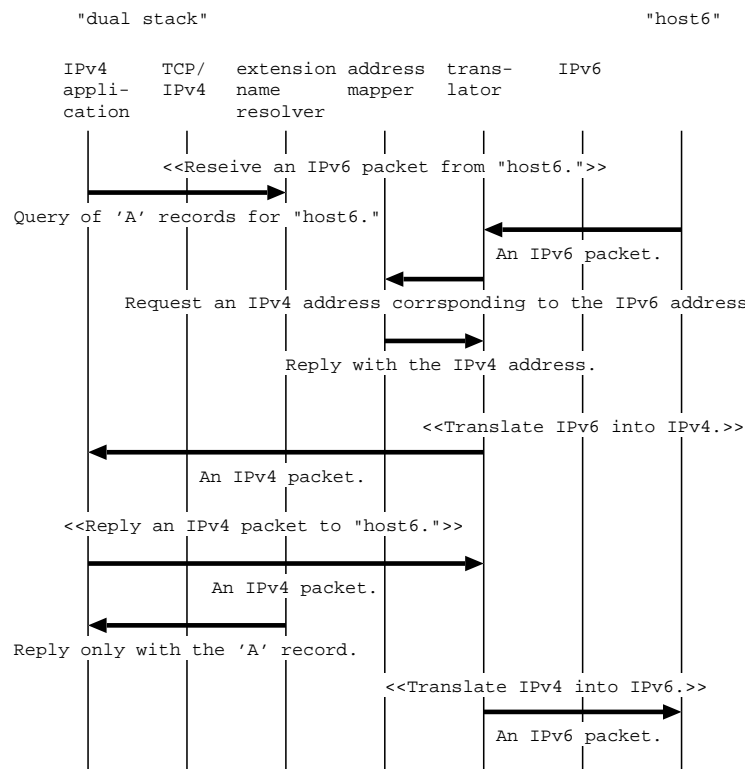 "dual stack" "host6"
IPv4 TCP/ extension address trans- IPv6
appli- IPv4 name mapper lator
cation resolver
<<Reseive an IPv6 packet from "host6.">>
Query of 'A' records for "host6."
An IPv6 packet.
Request an IPv4 address corrsponding to the IPv6 address
Reply with the IPv4 address.
<<Translate IPv6 into IPv4.>>
An IPv4 packet.
<<Reply an IPv4 packet to "host6.">>
An IPv4 packet.
Reply only with the 'A' record.
<<Translate IPv4 into IPv6.>>
An IPv6 packet.